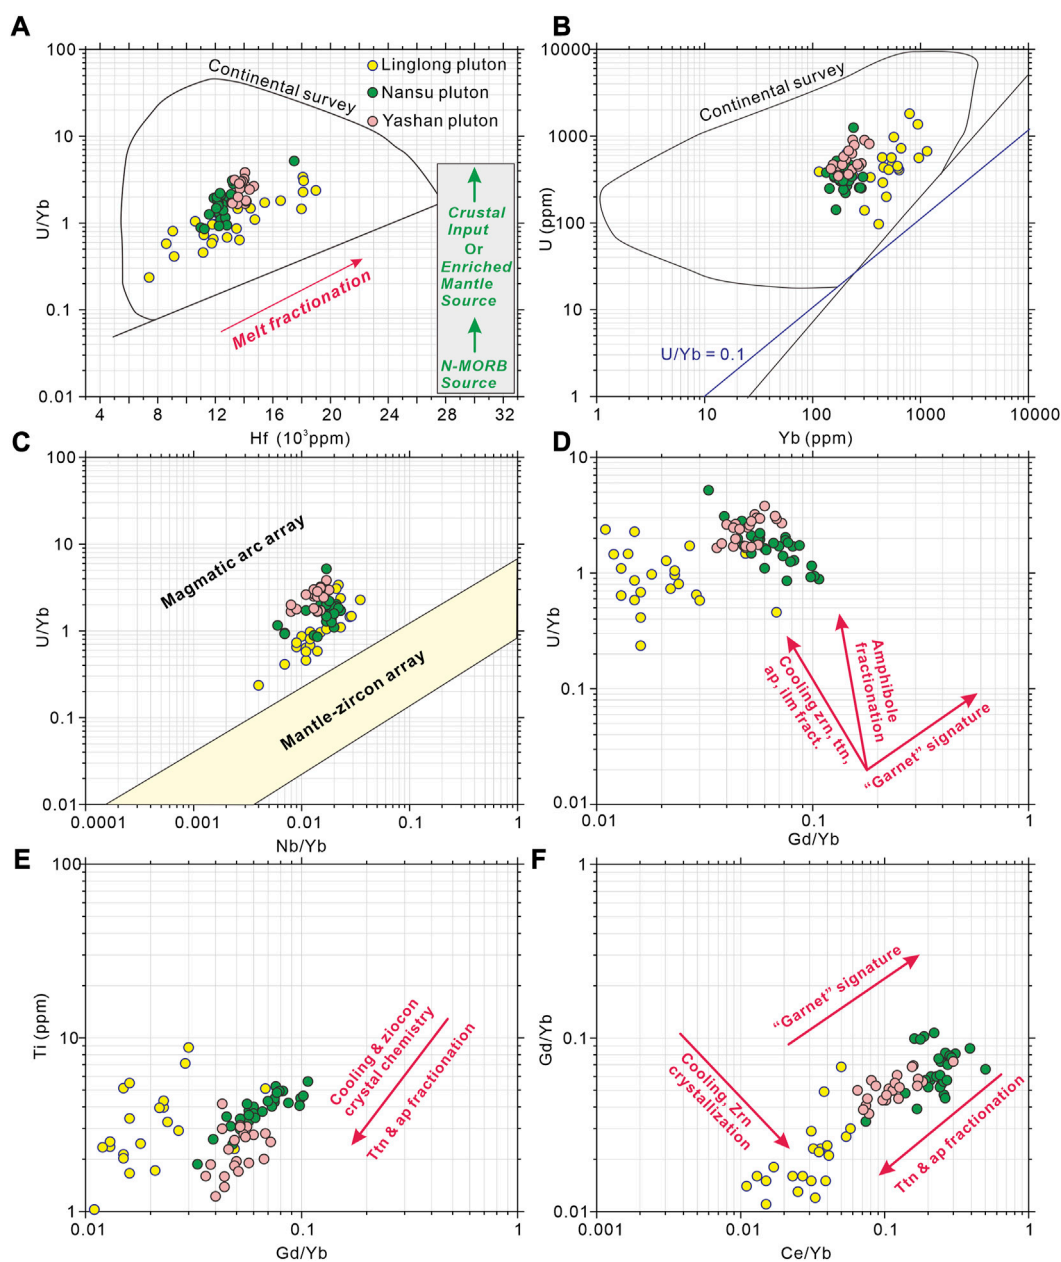 A
100
10
1
0.1
0.01
U/Yb
Continental survey
Linglong pluton
Nansu pluton
Yashan pluton
Melt fractionation
Crustal
Input
Or
Enriched
Mantle
Source
N-MORB
Source
4 8 12 16 20 24 28 32
Hf (10³ppm)
B
10000
1000
100
10
1
U (ppm)
Continental survey
U/Yb = 0.1
1 10 100 1000 10000
Yb (ppm)
C
100
10
1
0.1
0.01
U/Yb
Magmatic arc array
Mantle-zircon array
0.0001 0.001 0.01 0.1 1
Nb/Yb
D
10
1
0.1
0.01
U/Yb
Cooling zrn, ttn,
ap, ilm fract.
Amphibole
fractionation
“Garnet” signature
0.01 0.1 1
Gd/Yb
E
100
10
1
Ti (ppm)
Cooling & ziocon
crystal chemistry
Ttn & ap fractionation
0.01 0.1 1
Gd/Yb
F
1
0.1
0.01
Gd/Yb
“Garnet” signature
Cooling, Zrn
crystallization
Ttn & ap fractionation
0.001 0.01 0.1 1
Ce/Yb